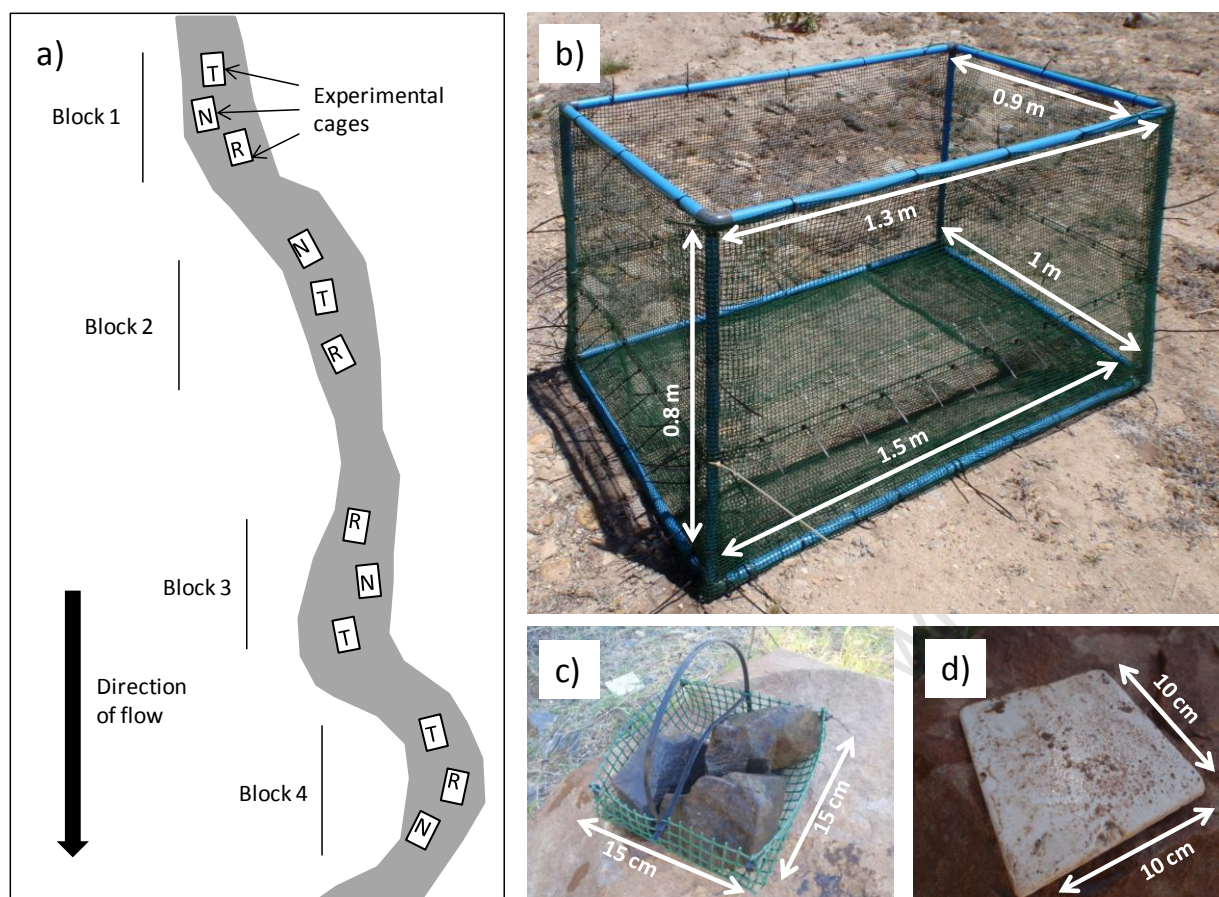 a)
T
Block 1
N
Experimental
cages
R
N
Block 2
T
R
R
Block 3
N
T
Direction
of flow
T
Block 4
R
N
b)
0.9 m
1.3 m
1 m
0.8 m
1.5 m
c)
15 cm
15 cm
d)
10 cm
10 cm